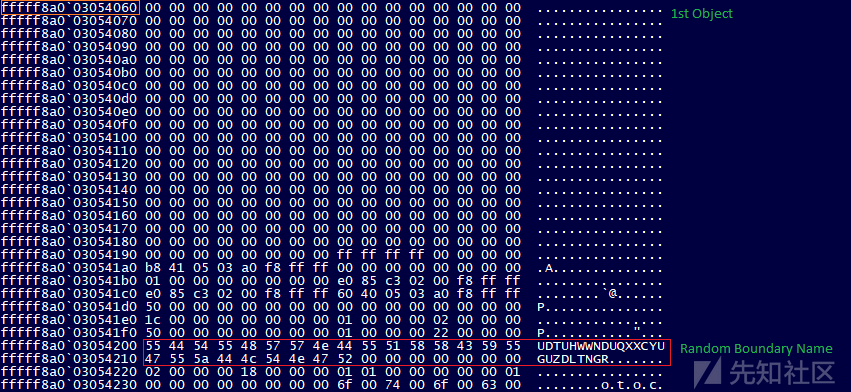 fffff8a0`03054060 00 00 00 00 00 00 00 00 00 00 00 00 00 00 00 00 ................ 1st Object
fffff8a0`03054070 00 00 00 00 00 00 00 00 00 00 00 00 00 00 00 00 ................
fffff8a0`03054080 00 00 00 00 00 00 00 00 00 00 00 00 00 00 00 00 ................
fffff8a0`03054090 00 00 00 00 00 00 00 00 00 00 00 00 00 00 00 00 ................
fffff8a0`030540a0 00 00 00 00 00 00 00 00 00 00 00 00 00 00 00 00 ................
fffff8a0`030540b0 00 00 00 00 00 00 00 00 00 00 00 00 00 00 00 00 ................
fffff8a0`030540c0 00 00 00 00 00 00 00 00 00 00 00 00 00 00 00 00 ................
fffff8a0`030540d0 00 00 00 00 00 00 00 00 00 00 00 00 00 00 00 00 ................
fffff8a0`030540e0 00 00 00 00 00 00 00 00 00 00 00 00 00 00 00 00 ................
fffff8a0`030540f0 00 00 00 00 00 00 00 00 00 00 00 00 00 00 00 00 ................
fffff8a0`03054100 00 00 00 00 00 00 00 00 00 00 00 00 00 00 00 00 ................
fffff8a0`03054110 00 00 00 00 00 00 00 00 00 00 00 00 00 00 00 00 ................
fffff8a0`03054120 00 00 00 00 00 00 00 00 00 00 00 00 00 00 00 00 ................
fffff8a0`03054130 00 00 00 00 00 00 00 00 00 00 00 00 00 00 00 00 ................
fffff8a0`03054140 00 00 00 00 00 00 00 00 00 00 00 00 00 00 00 00 ................
fffff8a0`03054150 00 00 00 00 00 00 00 00 00 00 00 00 00 00 00 00 ................
fffff8a0`03054160 00 00 00 00 00 00 00 00 00 00 00 00 00 00 00 00 ................
fffff8a0`03054170 00 00 00 00 00 00 00 00 00 00 00 00 00 00 00 00 ................
fffff8a0`03054180 00 00 00 00 00 00 00 00 00 00 00 00 00 00 00 00 ................
fffff8a0`03054190 00 00 00 00 00 00 00 00 ff ff ff ff 00 00 00 00 ................
fffff8a0`030541a0 b8 41 05 03 a0 f8 ff ff 00 00 00 00 00 00 00 00 .A..............
fffff8a0`030541b0 01 00 00 00 00 00 00 00 e0 85 c3 02 00 f8 ff ff ................
fffff8a0`030541c0 e0 85 c3 02 00 f8 ff ff 60 40 05 03 a0 f8 ff ff ........`@......
fffff8a0`030541d0 50 00 00 00 00 00 00 00 00 00 00 00 00 00 00 00 P...............
fffff8a0`030541e0 1c 00 00 00 00 00 00 00 01 00 00 00 22 00 00 00 ............"...
fffff8a0`030541f0 50 00 00 00 00 00 00 00 01 00 00 00 22 00 00 00 P..........."...
fffff8a0`03054200 55 44 54 55 48 57 57 4e 44 55 51 58 58 43 59 55 UDTUHWWNDUQXXCYU Random Boundary Name
fffff8a0`03054210 47 55 5a 44 4c 54 4e 47 52 00 00 00 00 00 00 00 GUZDLTNGR.......
fffff8a0`03054220 02 00 00 00 18 00 00 00 01 01 00 00 00 00 00 01 ................
fffff8a0`03054230 00 00 00 00 00 00 00 00 6f 00 74 00 6f 00 63 00 ........o.t.o.c.
先知社区